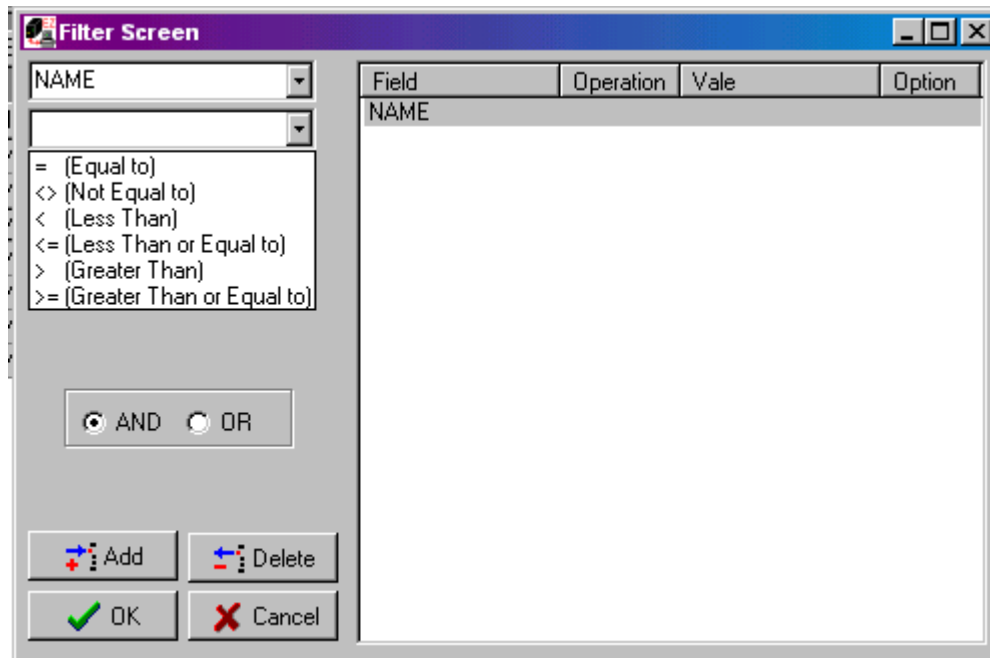 Filter Screen
NAME
= (Equal to)
<> (Not Equal to)
< (Less Than)
<= (Less Than or Equal to)
> (Greater Than)
>= (Greater Than or Equal to)
AND OR
Add Delete
OK Cancel
Field Operation Vale Option
NAME